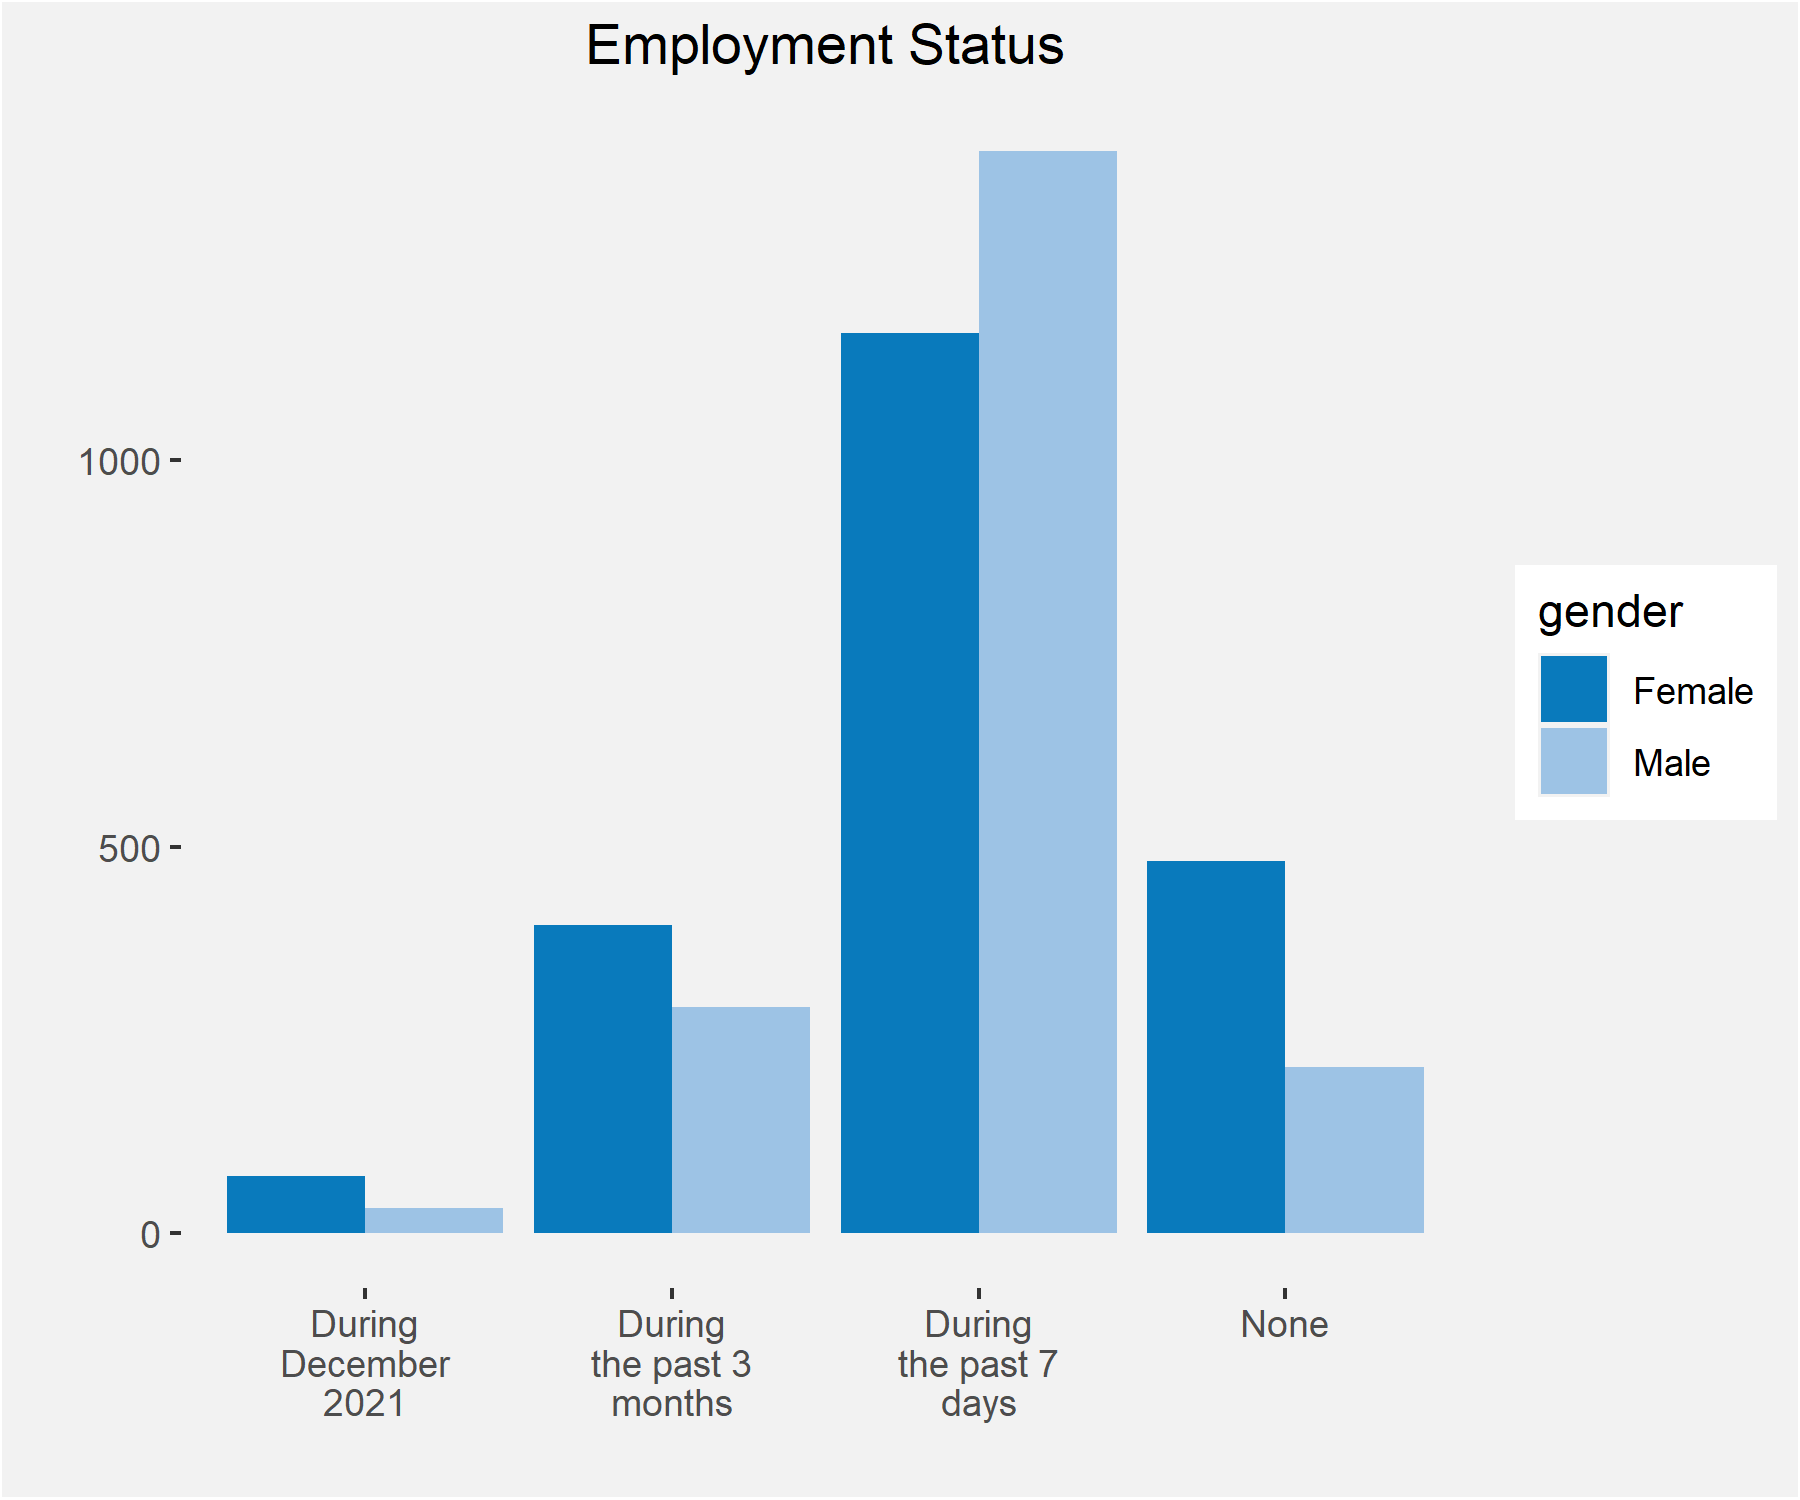 Employment Status
1000
500
0
During
December
2021
During
the past 3
months
During
the past 7
days
None
gender
Female
Male